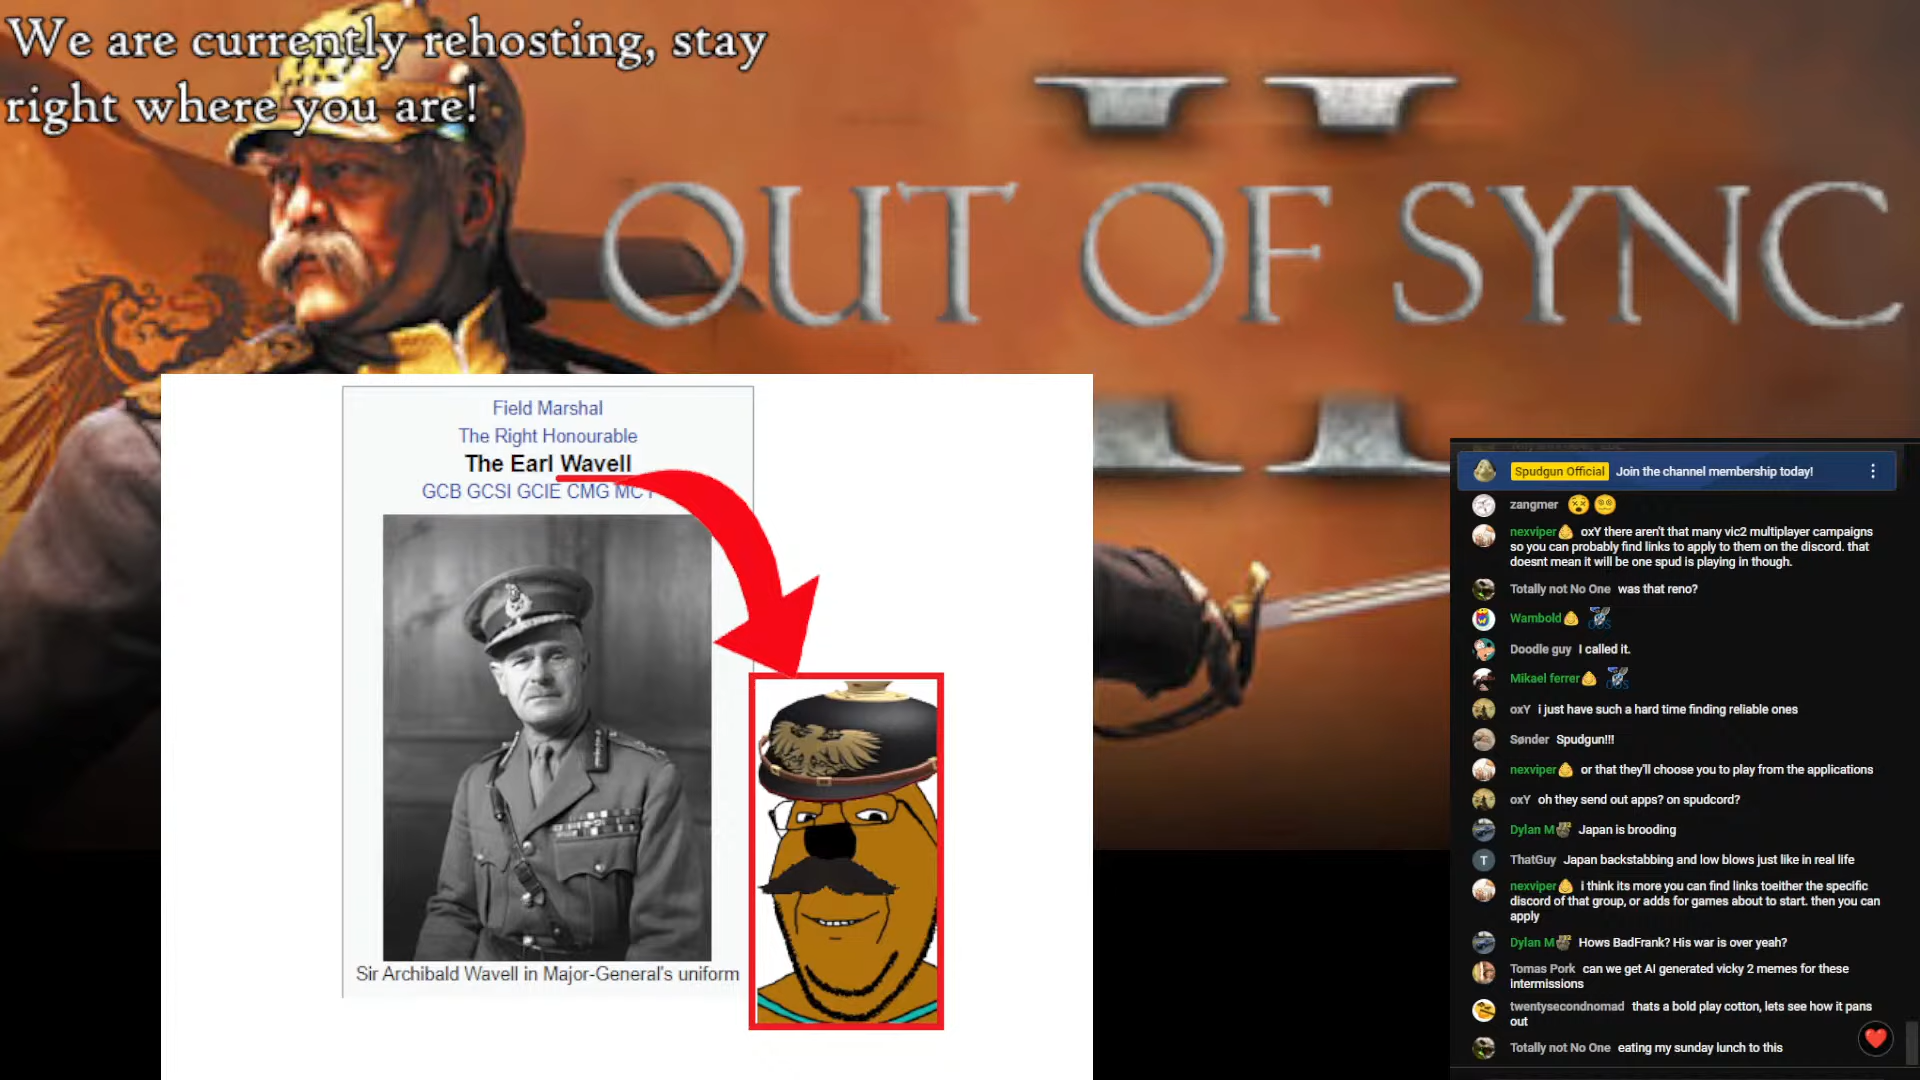 We are currently rehosting, stay
right where you are!
II
OUT OF SYNC
Field Marshal
The Right Honourable
The Earl Wavell
GCB GCSI GCIE CMG MC
Sir Archibald Wavell in Major-General's uniform
Spudgun Official Join the channel membership today!
zangmer
nexviper oxY there aren't that many vic2 multiplayer campaigns
so you can probably find links to apply to them on the discord. that
doesnt mean it will be one spud is playing in though.
Totally not No One was that reno?
Wambold
Doodle guy I called it.
Mikael ferrer
oxY i just have such a hard time finding reliable ones
Sønder Spudgun!!!
nexviper or that they'll choose you to play from the applications
oxY oh they send out apps? on spudcord?
Dylan M Japan is brooding
T ThatGuy Japan backstabbing and low blows just like in real life
nexviper i think its more you can find links toeither the specific
discord of that group, or adds for games about to start. then you can
apply
Dylan M Hows BadFrank? His war is over yeah?
Tomas Pork can we get AI generated vicky 2 memes for these
intermissions
twentysecondnomad thats a bold play cotton, lets see how it pans
out
Totally not No One eating my sunday lunch to this